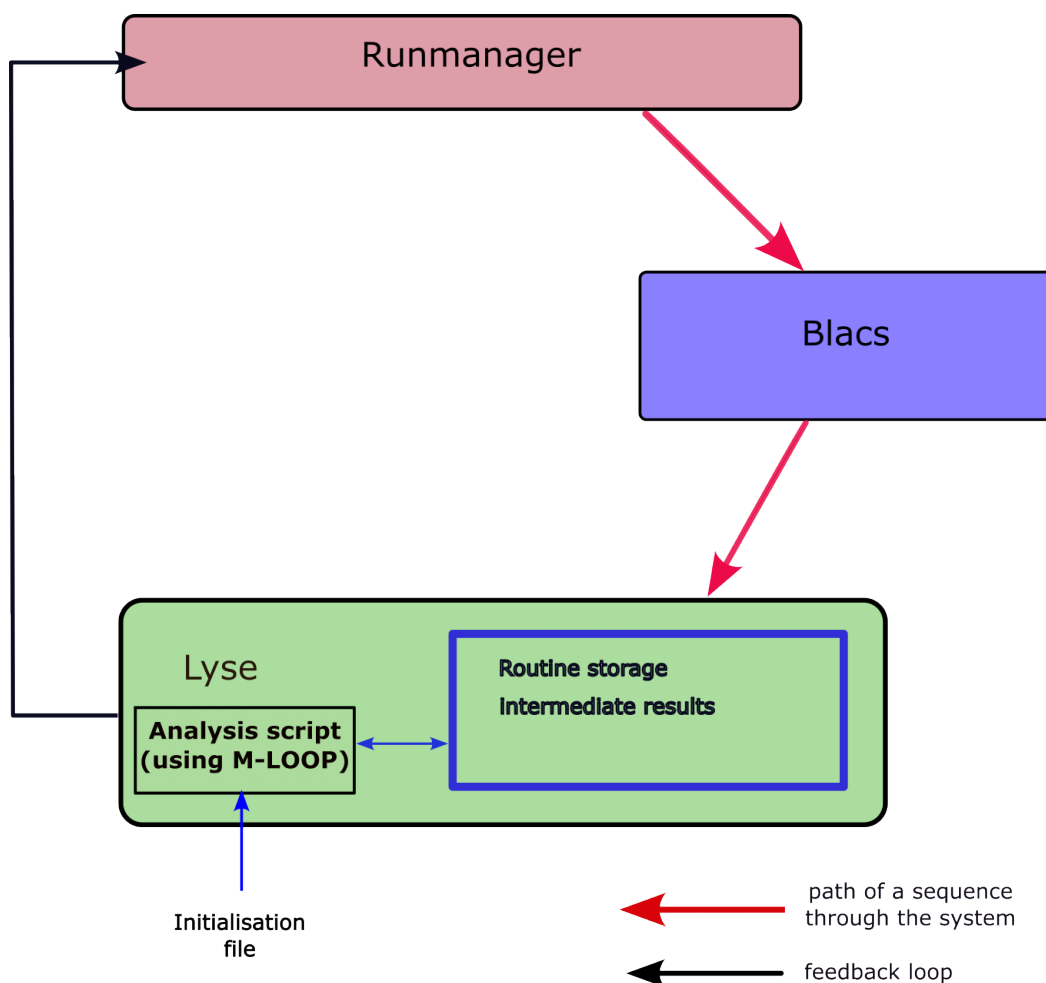 Runmanager
Blacs
Lyse
Routine storage
intermediate results
Analysis script
(using M-LOOP)
Initialisation
file
path of a sequence
through the system
feedback loop